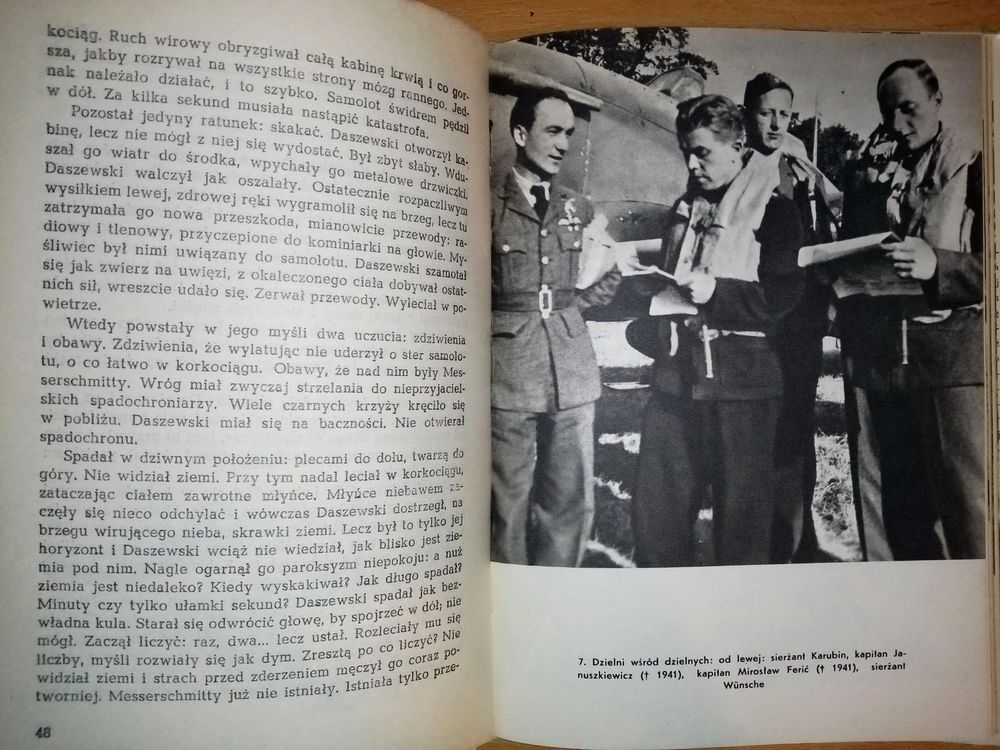 kociąg. Ruch wirowy obryzgiwał całą kabinę krwią i co gor-
sza, jakby rozrywał na wszystkie strony mózg rannego. Jed-
nak należało działać, i to szybko. Samolot świdrem pędził
w dół. Za kilka sekund musiała nastąpić katastrofa.
Pozostał jedyny ratunek: skakać. Daszewski otworzył ka-
binę, lecz nie mógł z niej się wydostać. Był zbyt słaby. Wdu-
szał go wiatr do środka, wpychały go metalowe drzwiczki.
Daszewski walczył jak oszalały. Ostatecznie rozpaczliwym
wysiłkiem lewej, zdrowej ręki wygramolił się na brzeg, lecz tu
zatrzymała go nowa przeszkoda, mianowicie przewody: ra-
diowy i tlenowy, przyczepione do kominiarki na głowie. My-
śliwiec był nimi uwiązany do samolotu. Daszewski szamotał
się jak zwierz na uwięzi, z okaleczonego ciała dobywał ostat-
nich sił, wreszcie udało się. Zerwał przewody. Wyleciał w po-
wietrze.
Wtedy powstały w jego myśli dwa uczucia: zdziwienia
i obawy. Zdziwienia, że wylatując nie uderzył o ster samolo-
tu, o co łatwo w korkociągu. Obawy, że nad nim były Mes-
serschmitty. Wróg miał zwyczaj strzelania do nieprzyjaciel-
skich spadochroniarzy. Wiele czarnych krzyży kręciło się
w pobliżu. Daszewski miał się na baczności. Nie otwierał
spadochronu.
Spadał w dziwnym położeniu: plecami do dołu, twarzą do
góry. Nie widział ziemi. Przy tym nadal leciał w korkociągu,
zataczając ciałem zawrotne młyńce. Młyńce niebawem za-
częły się nieco odchylać i wówczas Daszewski dostrzegł, na
brzegu wirującego nieba, skrawki ziemi. Lecz był to tylko jej
horyzont i Daszewski wciąż nie wiedział, jak blisko jest zie-
mia pod nim. Nagle ogarnął go paroksyzm niepokoju: a nuż
ziemia jest niedaleko? Kiedy wyskakiwał? Jak długo spadał?
Minuty czy tylko ułamki sekund? Daszewski spadał jak bez-
władna kula. Starał się odwrócić głowę, by spojrzeć w dół; nie
mógł. Zaczął liczyć: raz, dwa... lecz ustał. Rozleciały mu się
liczby, myśli rozwiały się jak dym. Zresztą po co liczyć? Nie
widział ziemi i strach przed zderzeniem męczył go coraz po-
tworniej. Messerschmitty już nie istniały. Istniała tylko prze-
48
7. Dzielni wśród dzielnych: od lewej: sierżant Karubin, kapitan Ja-
nuszkiewicz († 1941), kapitan Mirosław Ferić († 1941), sierżant
Wünsche